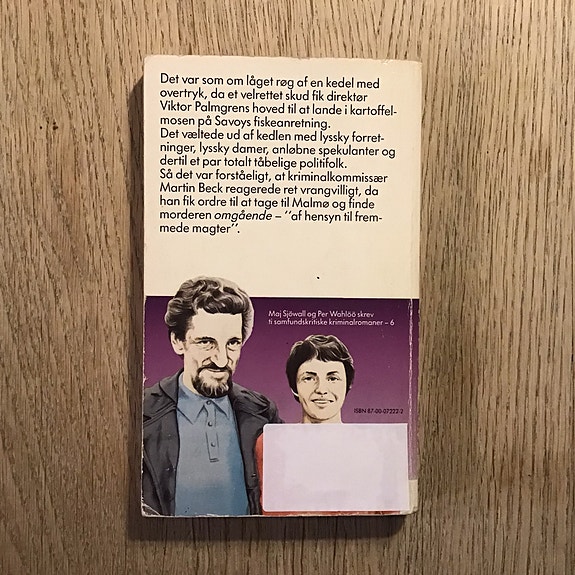 Det var som om låget røg af en kedel med
overtryk, da et velrettet skud fik direktør
Viktor Palmgrens hoved til at lande i kartoffel-
mosen på Savoys fiskeanretning.
Det væltede ud af kedlen med lyssky forret-
ninger, lyssky damer, anløbne spekulanter og
dertil et par totalt tåbelige politifolk.
Så det var forståeligt, at kriminalkommissær
Martin Beck reagerede ret vrangvilligt, da
han fik ordre til at tage til Malmø og finde
morderen omgående – "af hensyn til frem-
mede magter".
Maj Sjöwall og Per Wahlöö skrev
ti samfundskritiske kriminalromaner – 6
ISBN 87-00-07222-2